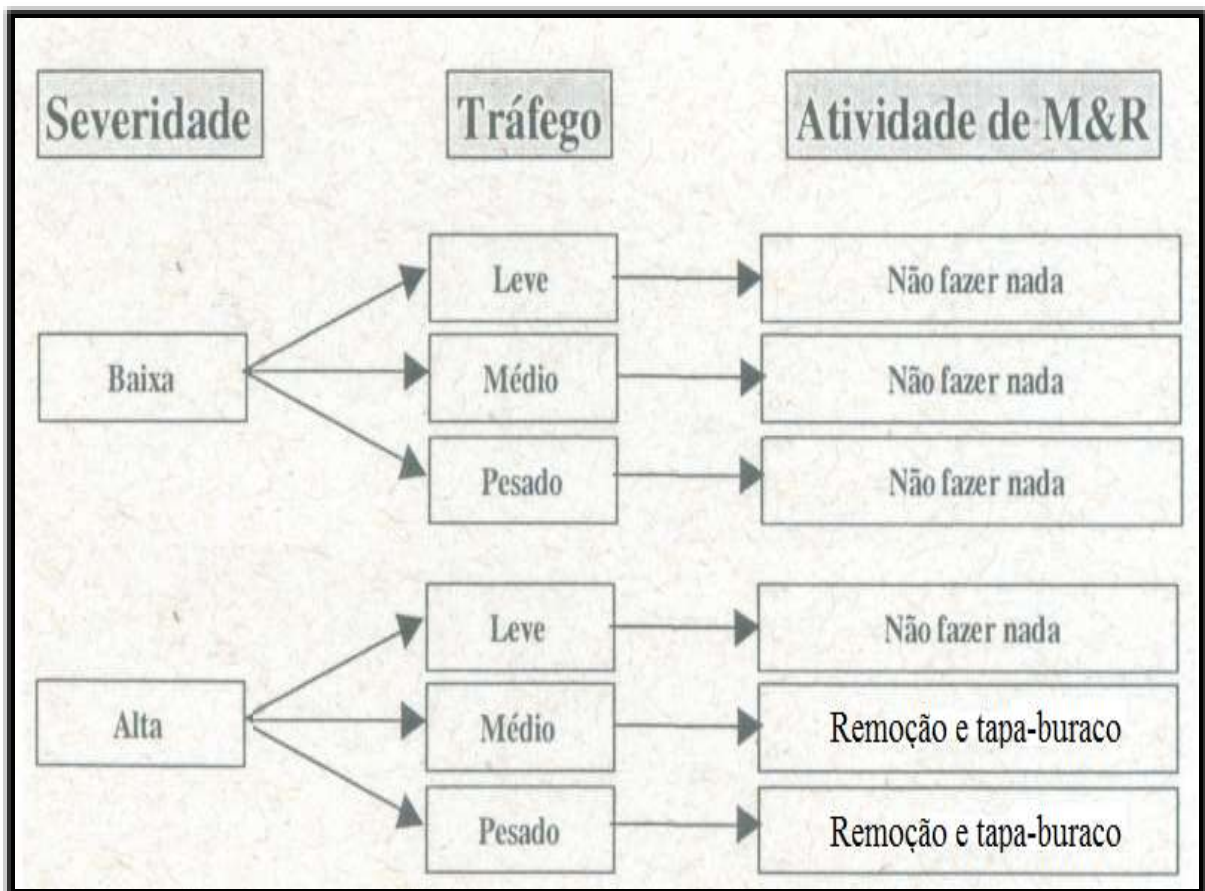 Severidade Tráfego Atividade de M&R
Leve Não fazer nada
Baixa Médio Não fazer nada
Pesado Não fazer nada
Leve Não fazer nada
Alta Médio Remoção e tapa-buraco
Pesado Remoção e tapa-buraco